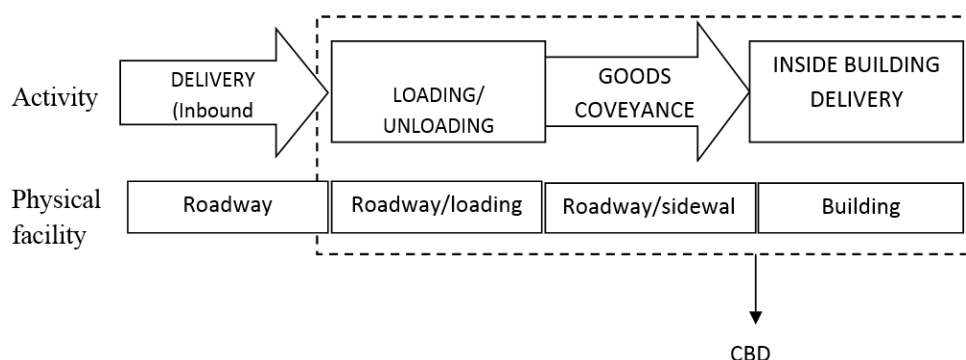 Activity
DELIVERY
(Inbound
LOADING/
UNLOADING
GOODS
COVEYANCE
INSIDE BUILDING
DELIVERY
Physical
facility
Roadway
Roadway/loading
Roadway/sidewal
Building
CBD